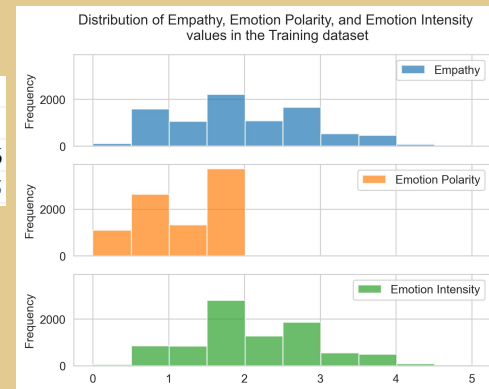 Distribution of Empathy, Emotion Polarity, and Emotion Intensity
values in the Training dataset
Frequency
2000
0
Empathy
Frequency
2000
0
Emotion Polarity
Frequency
2000
0
Emotion Intensity
0 1 2 3 4 5